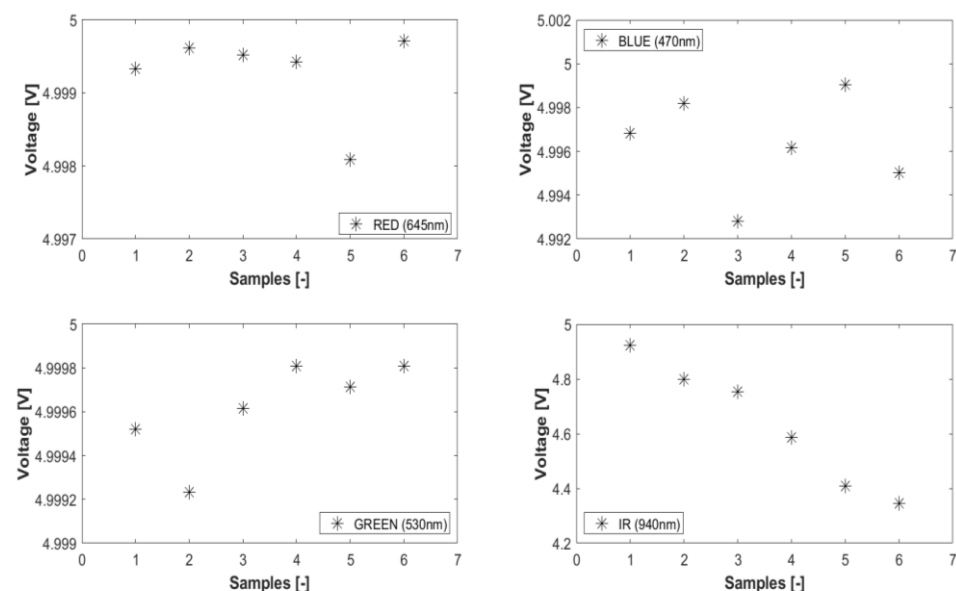 5
4.999
4.998
4.997
Voltage [V]
RED (645nm)
0 1 2 3 4 5 6 7
Samples [-]
5.002
5
4.998
4.996
4.994
4.992
Voltage [V]
BLUE (470nm)
0 1 2 3 4 5 6 7
Samples [-]
5
4.9998
4.9996
4.9994
4.9992
4.999
Voltage [V]
GREEN (530nm)
0 1 2 3 4 5 6 7
Samples [-]
5
4.8
4.6
4.4
4.2
Voltage [V]
IR (940nm)
0 1 2 3 4 5 6 7
Samples [-]